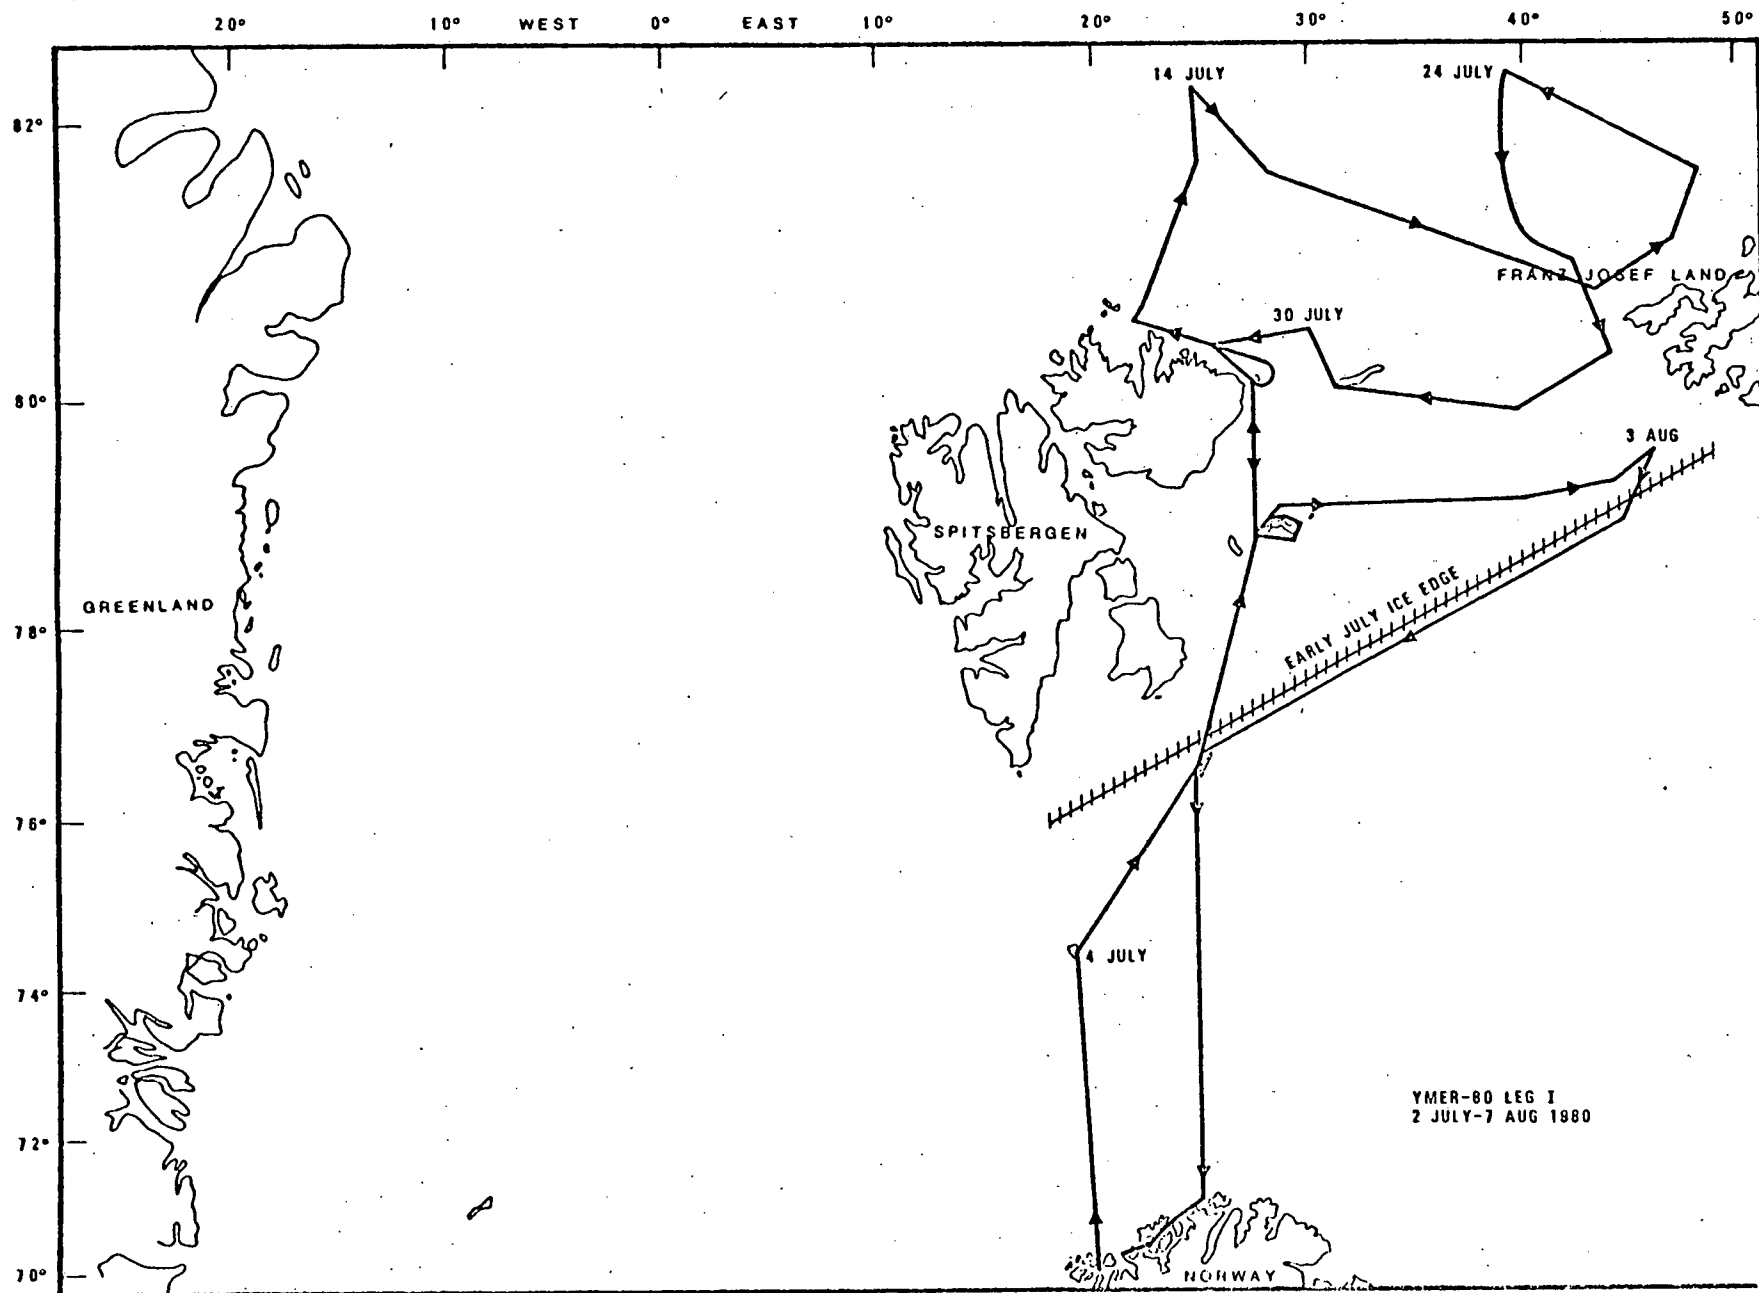 20° WEST 0° EAST 10° 20° 30° 40° 50°
14 JULY
24 JULY
82°
FRANZ JOSEF LAND
30 JULY
80°
3 AUG
SPITSBERGEN
EARLY JULY ICE EDGE
GREENLAND
78°
76°
4 JULY
74°
YMER-80 LEG I
2 JULY-7 AUG 1980
72°
70°
NORWAY